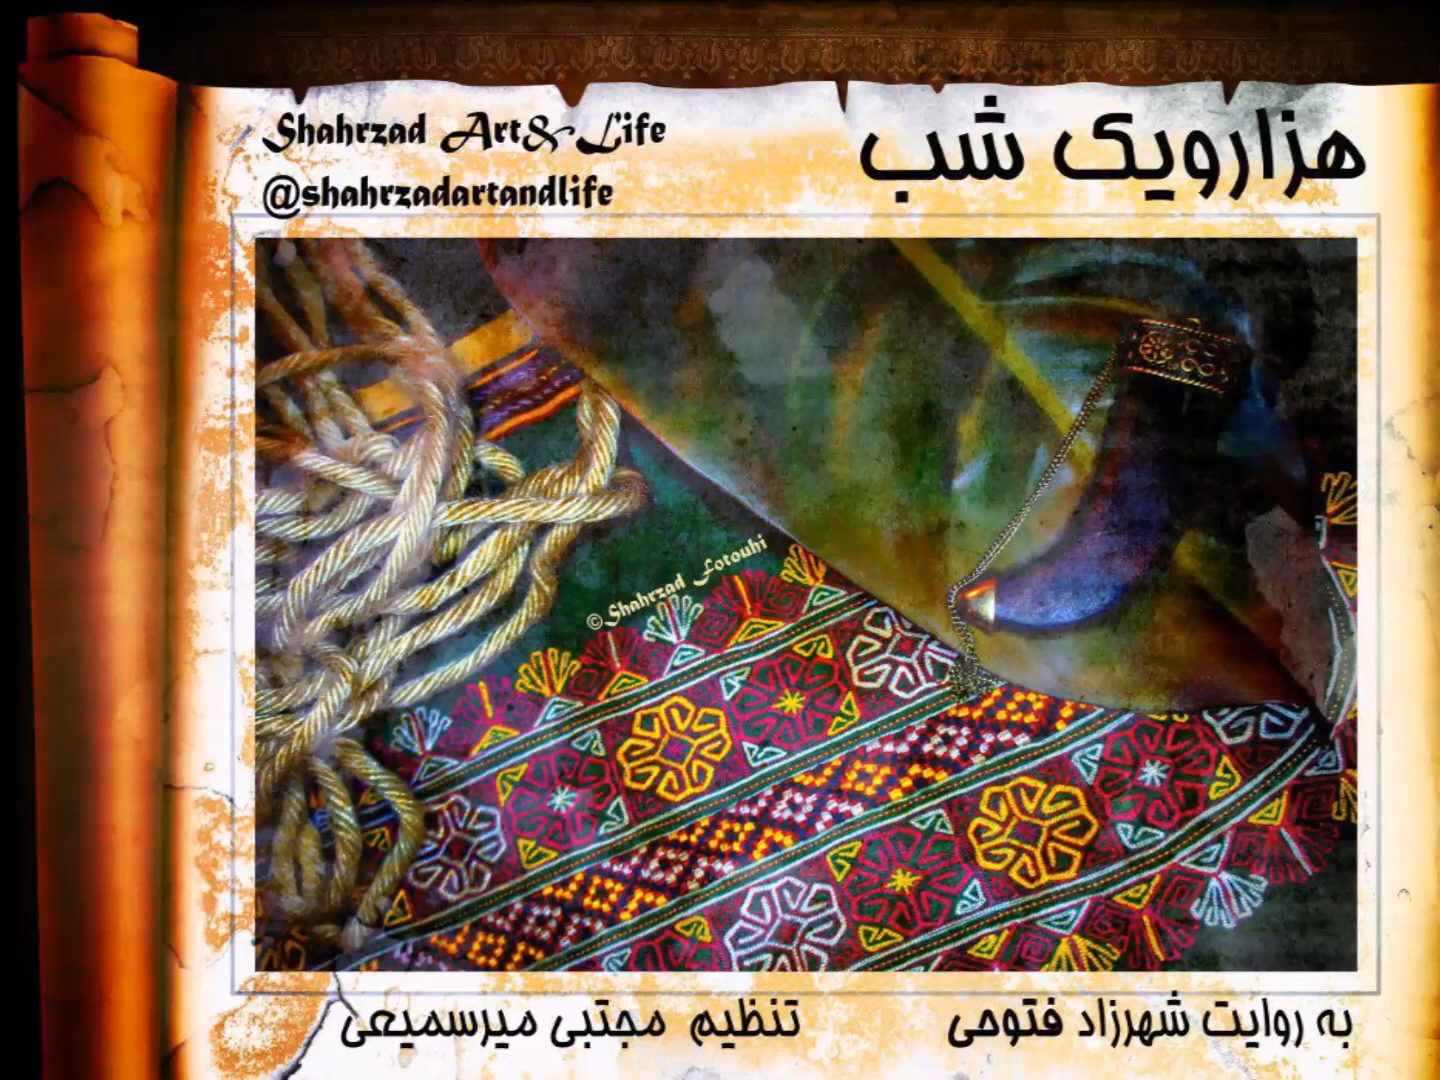 Shahrzad Art & Life
@shahrzadartandlife
هزارویک شب
© Shahrzad Fotouhi
به روایت شهرزاد فتوحی
تنظیم مجتبی میرسمیعی